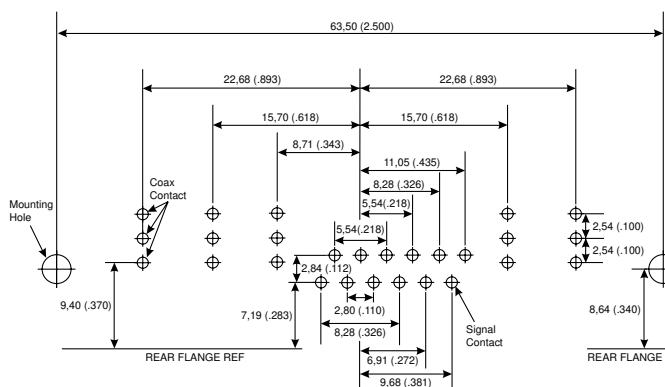 63,50 (2.500)
22,68 (.893)
22,68 (.893)
15,70 (.618)
15,70 (.618)
8,71 (.343)
11,05 (.435)
8,28 (.326)
5,54(.218)
Coax
Contact
Mounting
Hole
5,54(.218)
2,54 (.100)
2,54 (.100)
2,84 (.112)
9,40 (.370)
7,19 (.283)
2,80 (.110)
8,28 (.326)
Signal
Contact
8,64 (.340)
REAR FLANGE REF
REAR FLANGE
6,91 (.272)
9,68 (.381)